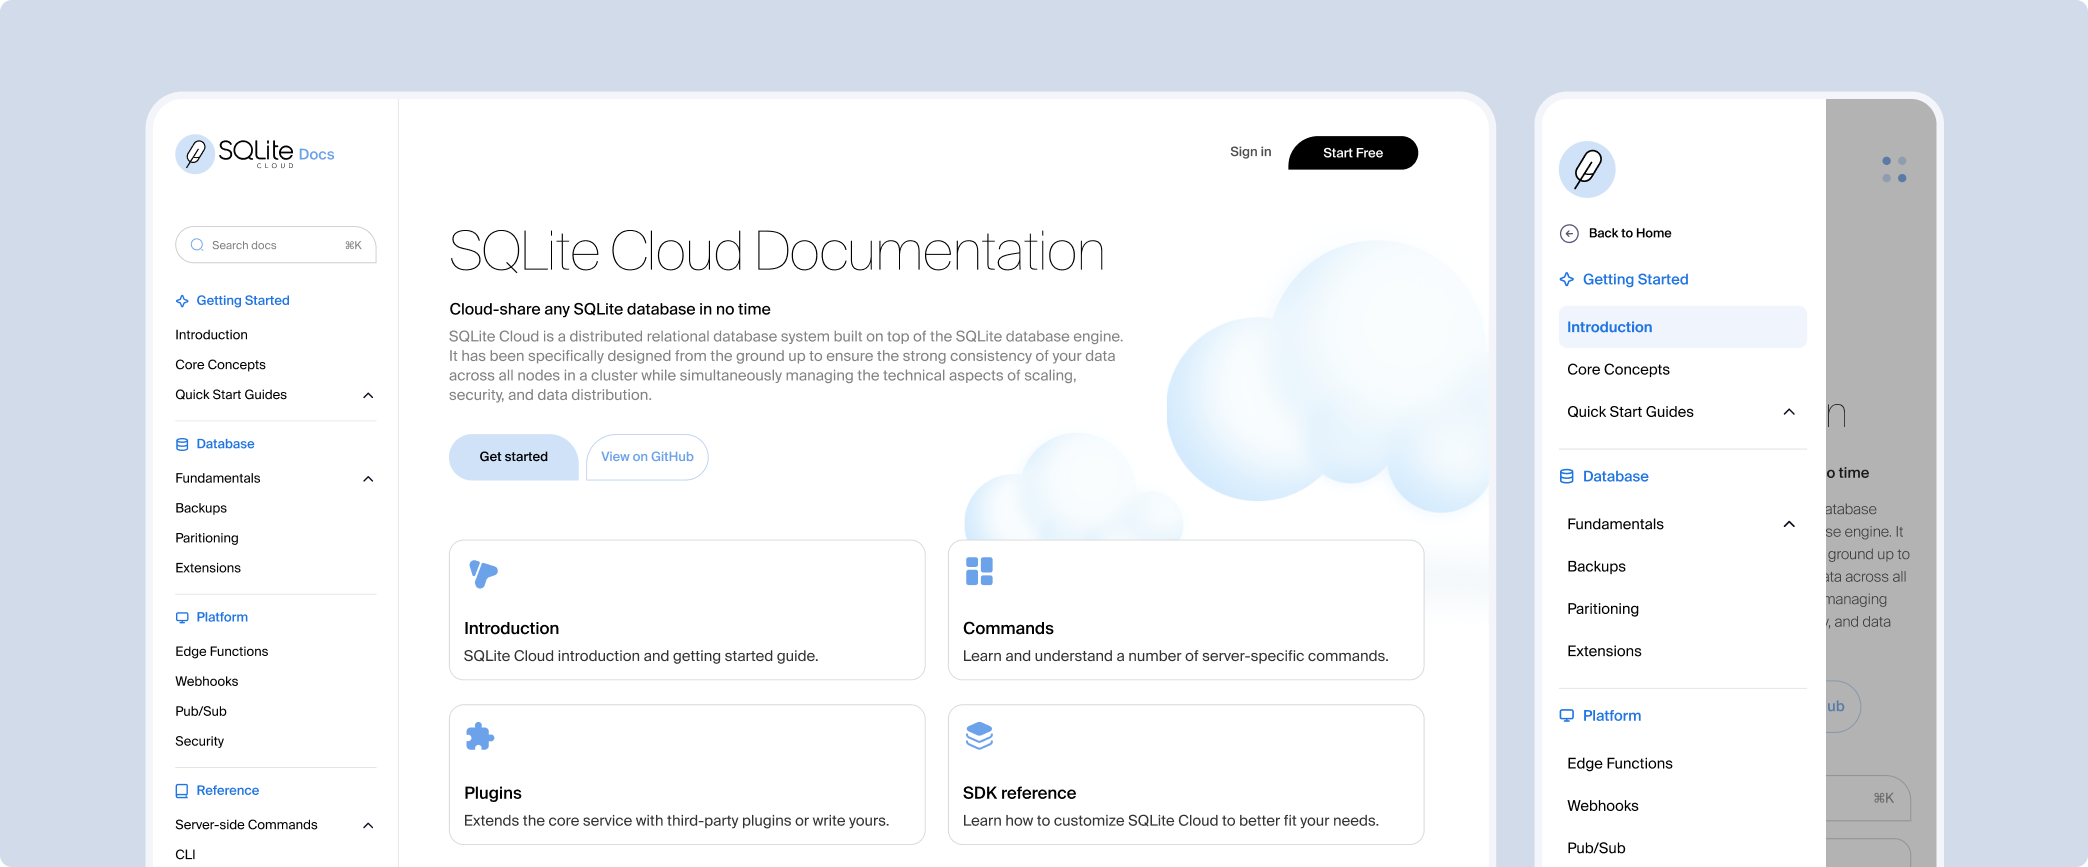 SQLite Docs
CLOUD
Search docs ⌘K
Getting Started
Introduction
Core Concepts
Quick Start Guides
Database
Fundamentals
Backups
Paritioning
Extensions
Platform
Edge Functions
Webhooks
Pub/Sub
Security
Reference
Server-side Commands
CLI
Sign in
Start Free
SQLite Cloud Documentation
Cloud-share any SQLite database in no time
SQLite Cloud is a distributed relational database system built on top of the SQLite database engine.
It has been specifically designed from the ground up to ensure the strong consistency of your data
across all nodes in a cluster while simultaneously managing the technical aspects of scaling,
security, and data distribution.
Get started
View on GitHub
Introduction
SQLite Cloud introduction and getting started guide.
Commands
Learn and understand a number of server-specific commands.
Plugins
Extends the core service with third-party plugins or write yours.
SDK reference
Learn how to customize SQLite Cloud to better fit your needs.
Back to Home
Getting Started
Introduction
Core Concepts
Quick Start Guides
Database
Fundamentals
Backups
Paritioning
Extensions
Platform
Edge Functions
Webhooks
Pub/Sub
n
o time
atabase
se engine. It
ground up to
ata across all
managing
y, and data
ub
⌘K